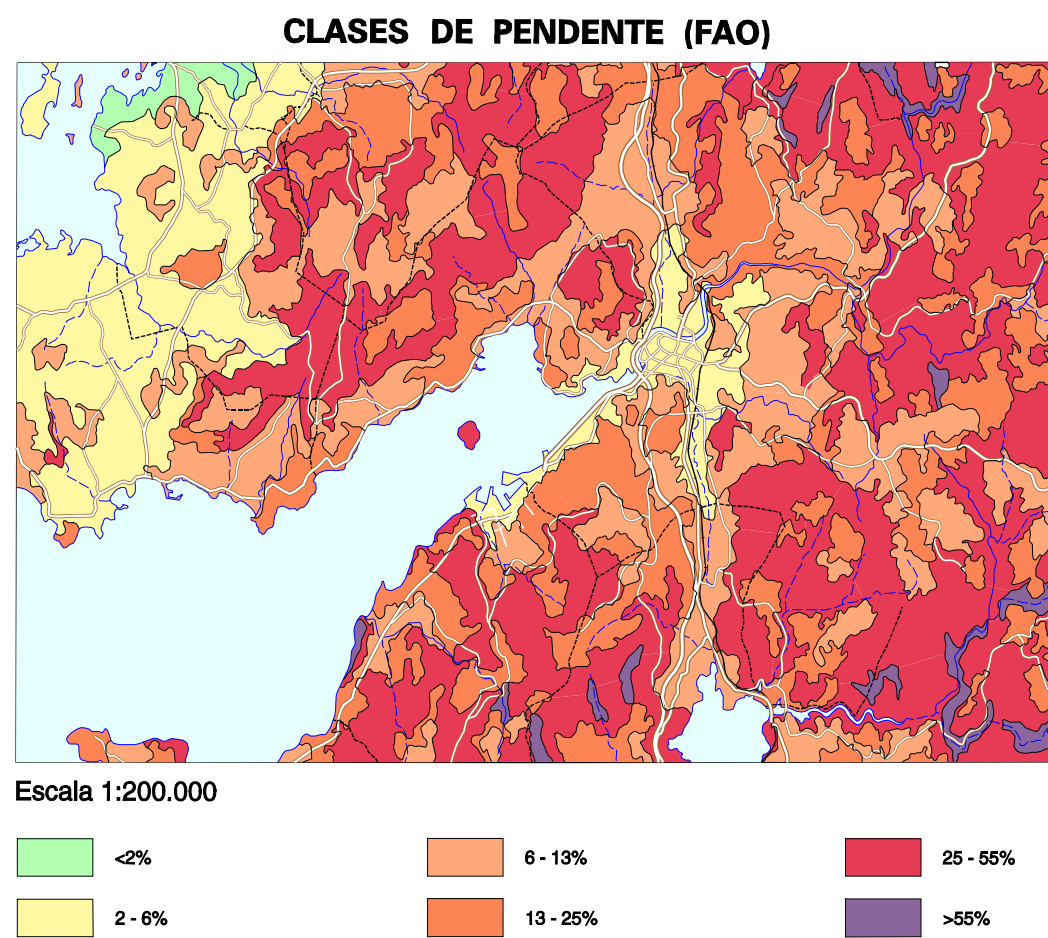 CLASES DE PENDENTE (FAO)
Escala 1:200.000
<2% 6 - 13% 25 - 55%
2 - 6% 13 - 25% >55%